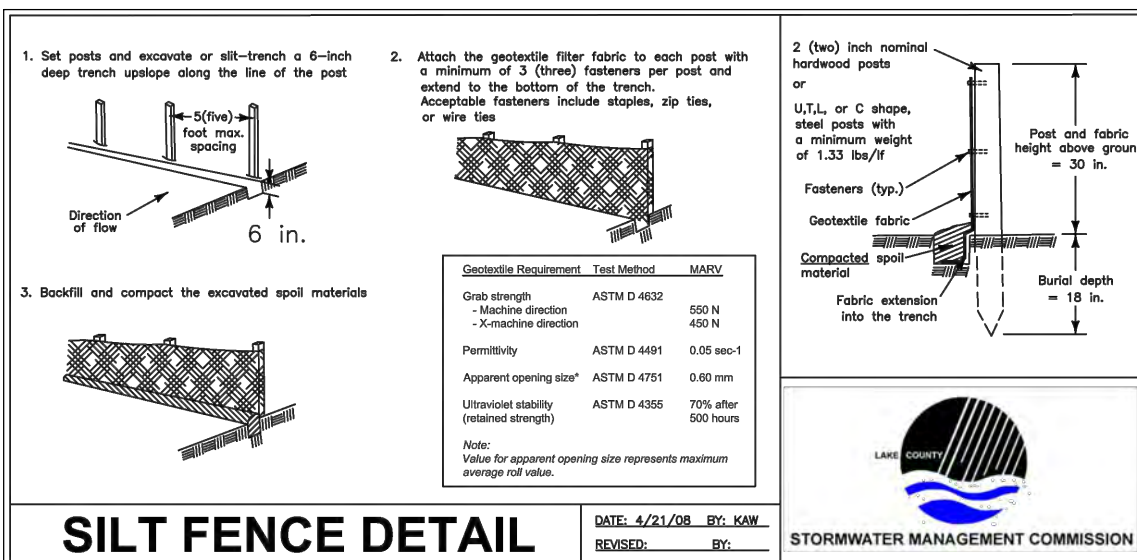 1. Set posts and excavate or slit-trench a 6-inch
deep trench upslope along the line of the post
5(five)
foot max.
spacing
Direction
of flow
6 in.
2. Attach the geotextile filter fabric to each post with
a minimum of 3 (three) fasteners per post and
extend to the bottom of the trench.
Acceptable fasteners include staples, zip ties,
or wire ties
3. Backfill and compact the excavated spoil materials
Geotextile Requirement Test Method MARV
Grab strength ASTM D 4632
- Machine direction 550 N
- X-machine direction 450 N
Permittivity ASTM D 4491 0.05 sec-1
Apparent opening size* ASTM D 4751 0.60 mm
Ultraviolet stability ASTM D 4355 70% after
(retained strength) 500 hours
Note:
Value for apparent opening size represents maximum
average roll value.
2 (two) inch nominal
hardwood posts
or
U,T,L, or C shape,
steel posts with
a minimum weight
of 1.33 lbs/lf
Fasteners (typ.)
Geotextile fabric
Compacted spoil
material
Fabric extension
into the trench
Post and fabric
height above groun
= 30 in.
Burial depth
= 18 in.
SILT FENCE DETAIL
DATE: 4/21/08 BY: KAW
REVISED: BY:
LAKE COUNTY
STORMWATER MANAGEMENT COMMISSION